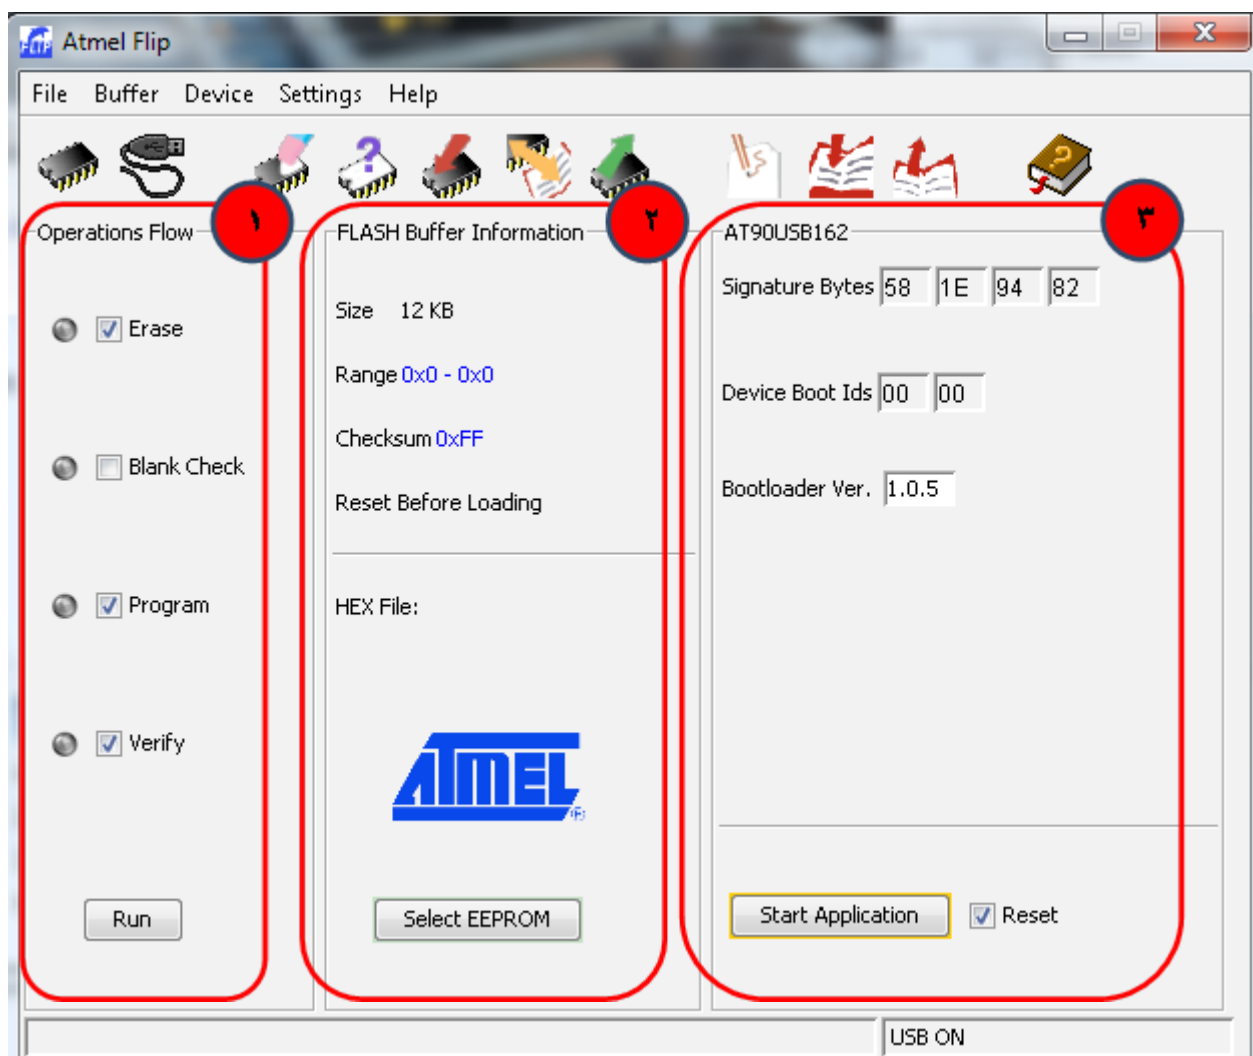 Atmel Flip
File Buffer Device Settings Help
١
Operations Flow
Erase
Blank Check
Program
Verify
Run
٢
FLASH Buffer Information
Size 12 KB
Range 0x0 - 0x0
Checksum 0xFF
Reset Before Loading
HEX File:
ATMEL
®
Select EEPROM
٣
AT90USB162
Signature Bytes 58 1E 94 82
Device Boot Ids 00 00
Bootloader Ver. 1.0.5
Start Application Reset
USB ON